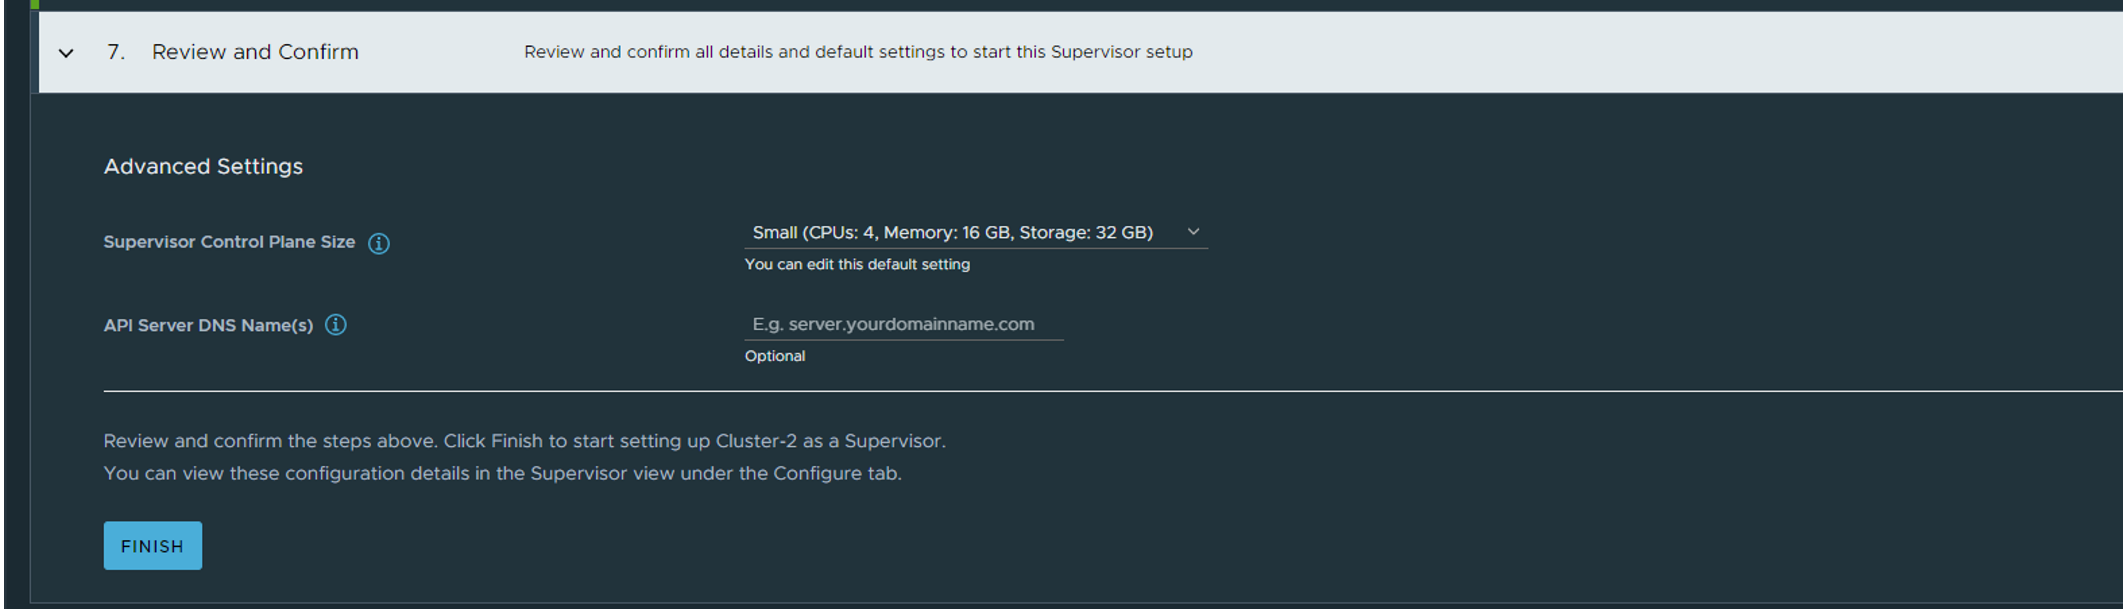 7. Review and Confirm Review and confirm all details and default settings to start this Supervisor setup
Advanced Settings
Supervisor Control Plane Size Small (CPUs: 4, Memory: 16 GB, Storage: 32 GB)
You can edit this default setting
API Server DNS Name(s) E.g. server.yourdomainname.com
Optional
Review and confirm the steps above. Click Finish to start setting up Cluster-2 as a Supervisor.
You can view these configuration details in the Supervisor view under the Configure tab.
FINISH